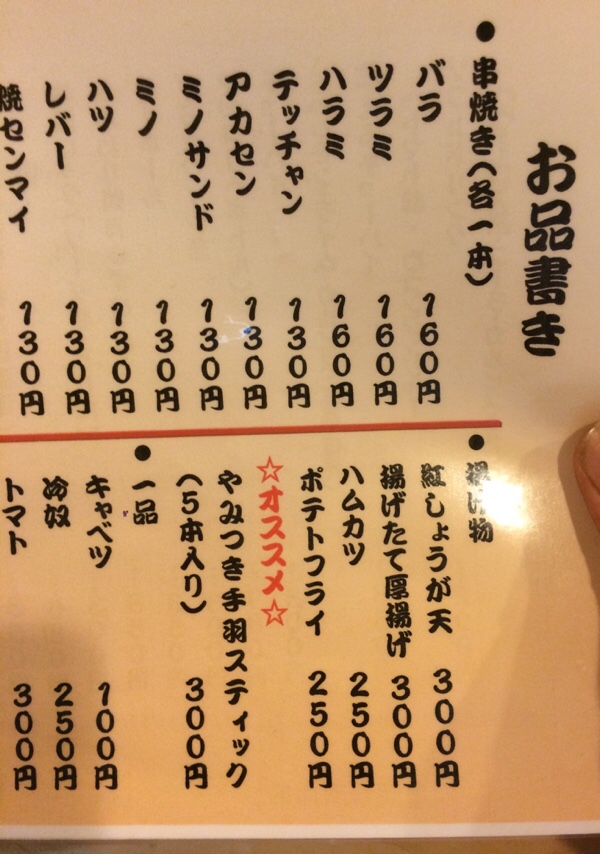 お品書き
●串焼き(各一本)
バラ 160円
ツラミ 160円
ハラミ 160円
テッチャン 130円
アカセン 130円
ミノサンド 130円
ミノ 130円
ハツ 130円
レバー 130円
焼センマイ 130円
●揚げ物
紅しょうが天 300円
揚げたて厚揚げ 300円
ハムカツ 250円
ポテトフライ 250円
☆オススメ☆
やみつき手羽スティック
(5本入り) 300円
●一品
キャベツ 100円
冷奴 250円
トマト 300円